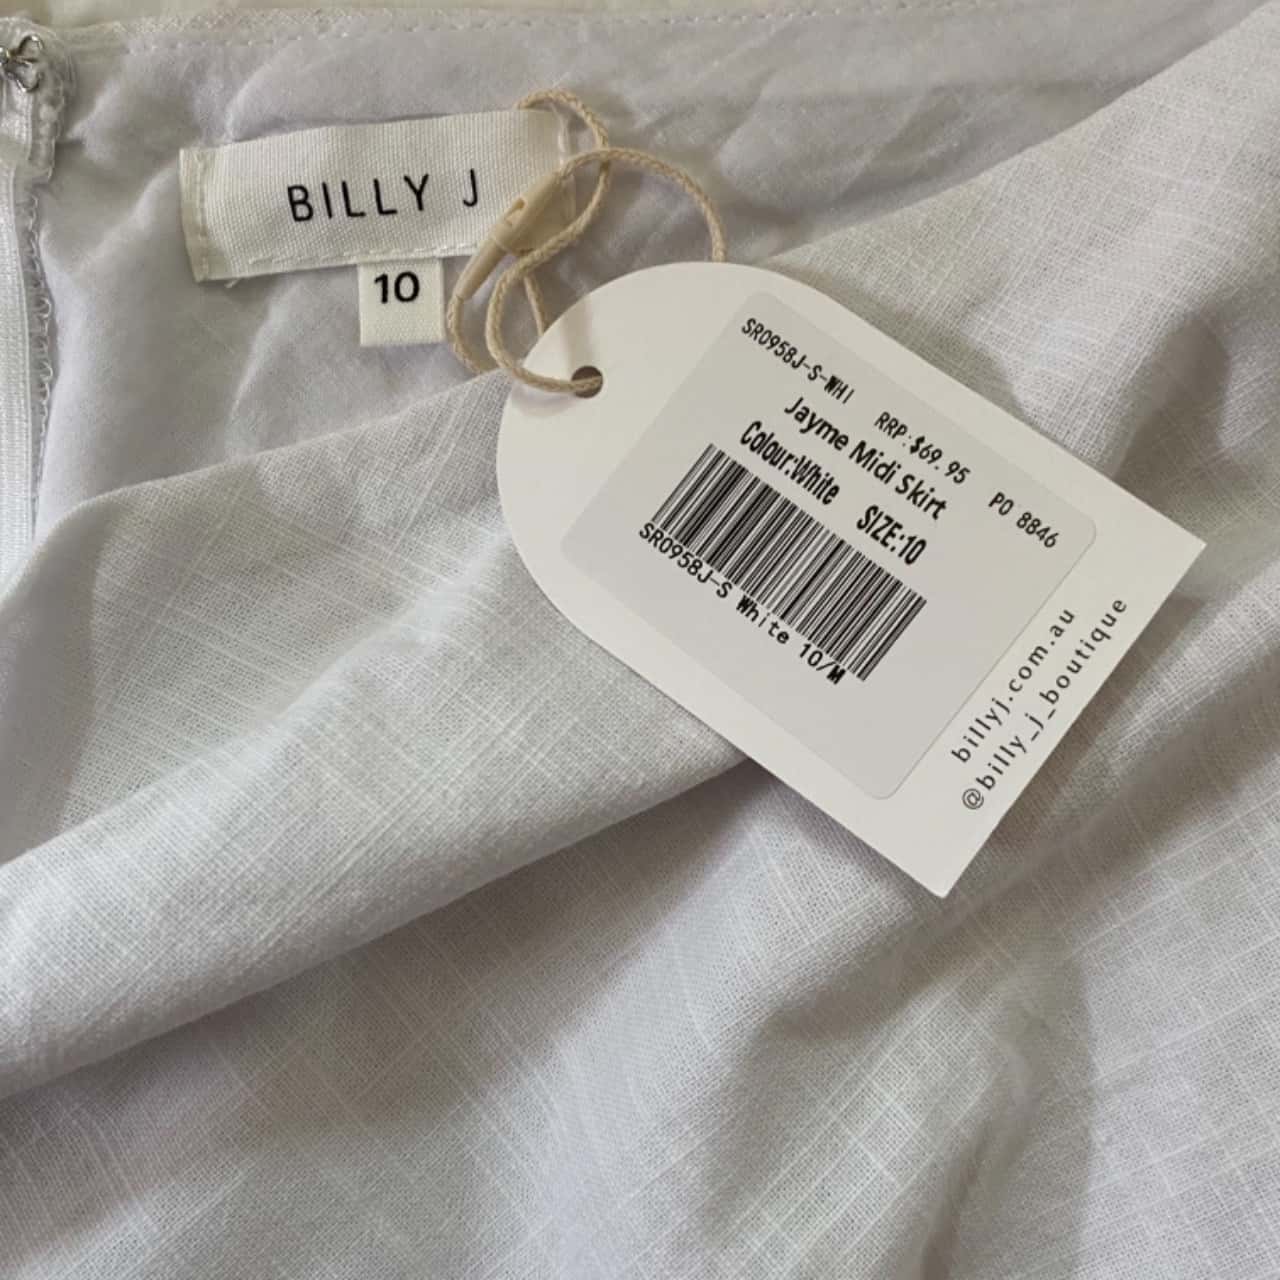 BILLY J
10
SR0958J-S-WHI RRP:$69.95 PO 8846
Jayme Midi Skirt
Colour:White SIZE:10
SR0958J-S White 10/M
billyj.com.au
@billy_j_boutique